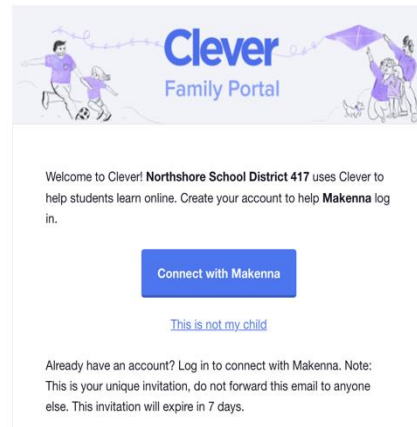 Clever
Family Portal
Welcome to Clever! Northshore School District 417 uses Clever to
help students learn online. Create your account to help Makenna log
in.
Connect with Makenna
This is not my child
Already have an account? Log in to connect with Makenna. Note:
This is your unique invitation, do not forward this email to anyone
else. This invitation will expire in 7 days.